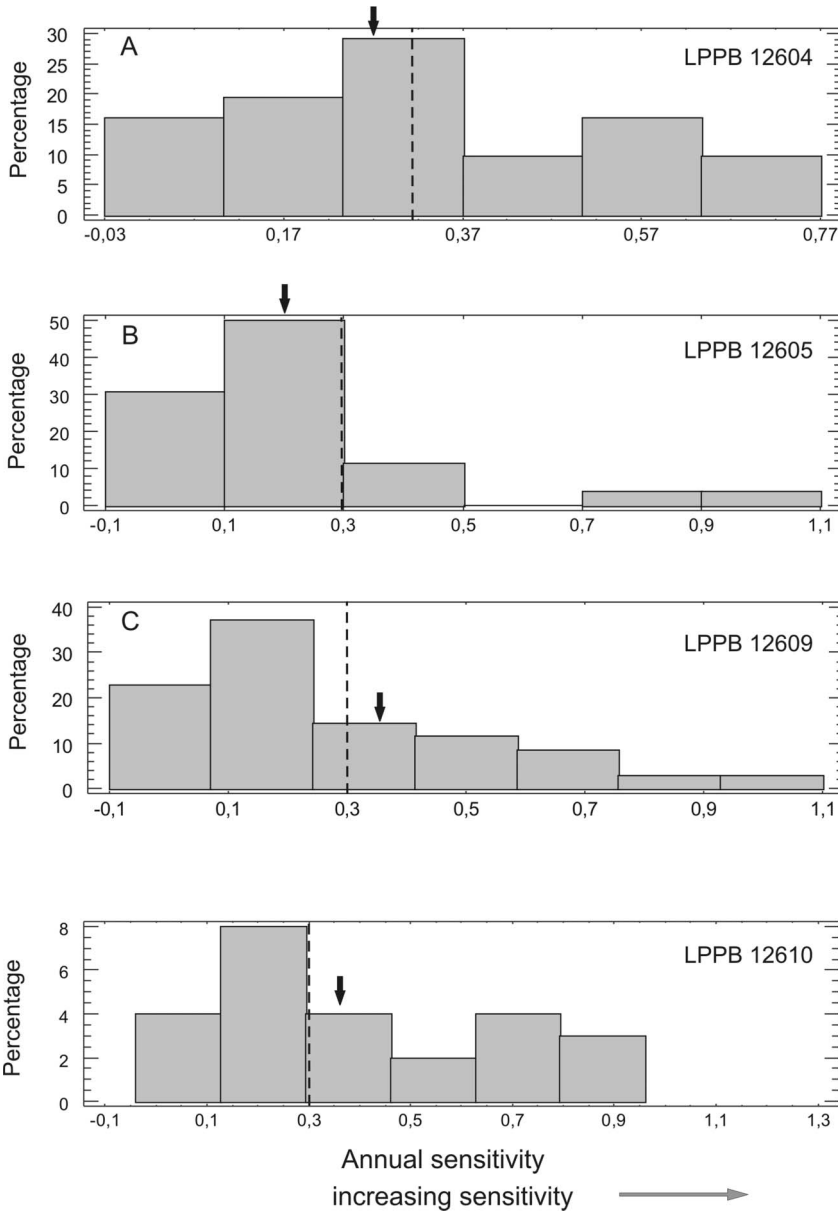 A
LPPB 12604
Percentage
30
25
20
15
10
5
0
-0,03 0,17 0,37 0,57 0,77
B
LPPB 12605
Percentage
50
40
30
20
10
0
-0,1 0,1 0,3 0,5 0,7 0,9 1,1
C
LPPB 12609
Percentage
40
30
20
10
0
-0,1 0,1 0,3 0,5 0,7 0,9 1,1
LPPB 12610
Percentage
8
6
4
2
0
-0,1 0,1 0,3 0,5 0,7 0,9 1,1 1,3
Annual sensitivity
increasing sensitivity